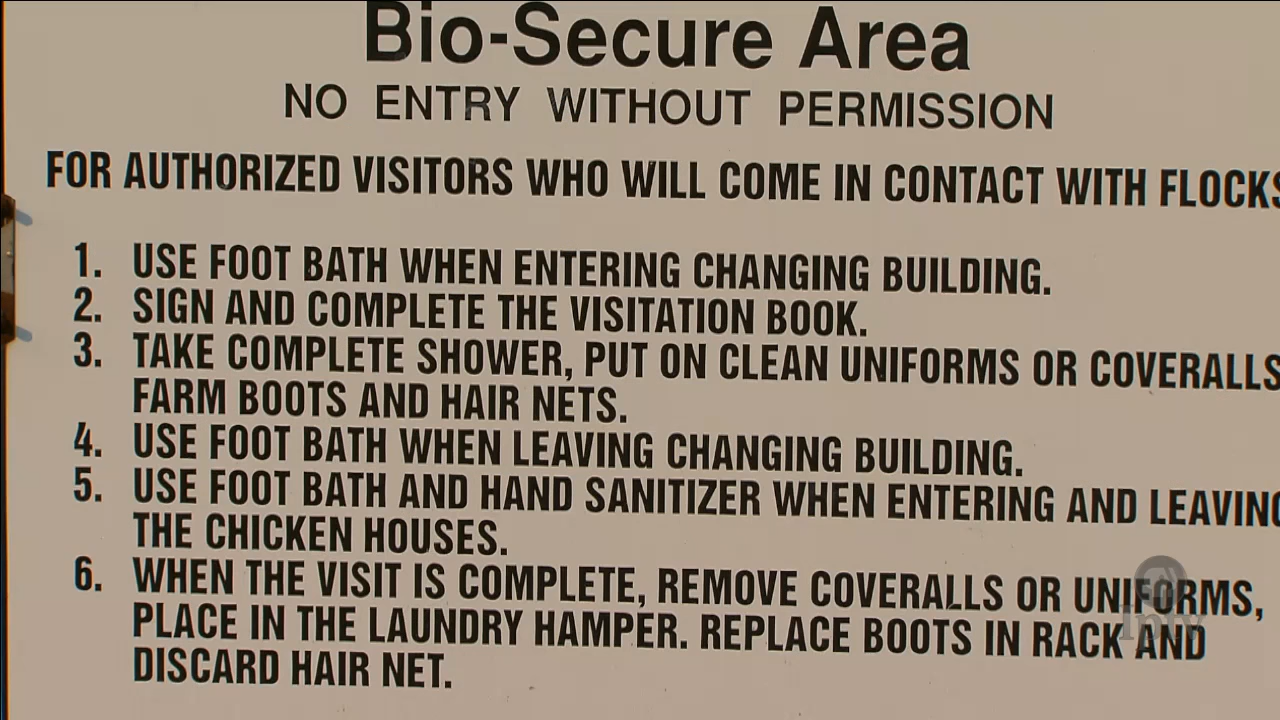 Bio-Secure Area
NO ENTRY WITHOUT PERMISSION
FOR AUTHORIZED VISITORS WHO WILL COME IN CONTACT WITH FLOCKS
1. USE FOOT BATH WHEN ENTERING CHANGING BUILDING.
2. SIGN AND COMPLETE THE VISITATION BOOK.
3. TAKE COMPLETE SHOWER, PUT ON CLEAN UNIFORMS OR COVERALLS
FARM BOOTS AND HAIR NETS.
4. USE FOOT BATH WHEN LEAVING CHANGING BUILDING.
5. USE FOOT BATH AND HAND SANITIZER WHEN ENTERING AND LEAVING
THE CHICKEN HOUSES.
6. WHEN THE VISIT IS COMPLETE, REMOVE COVERALLS OR UNIFORMS,
PLACE IN THE LAUNDRY HAMPER. REPLACE BOOTS IN RACK AND
DISCARD HAIR NET.
iptv